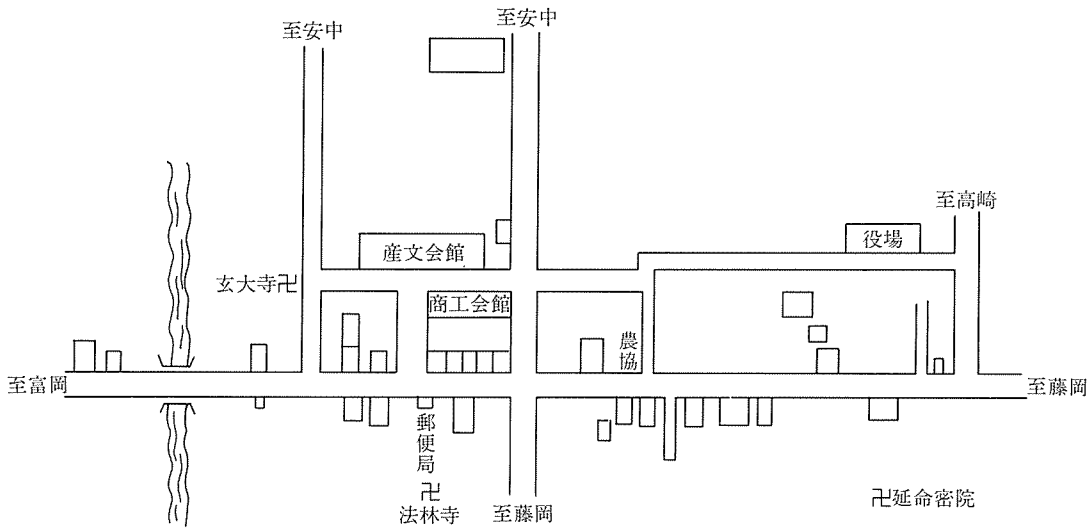 至安中
至安中
至高崎
産文会館
役場
玄大寺卍
商工会館
農協
至富岡
至藤岡
郵便局
卍
法林寺
至藤岡
卍延命密院